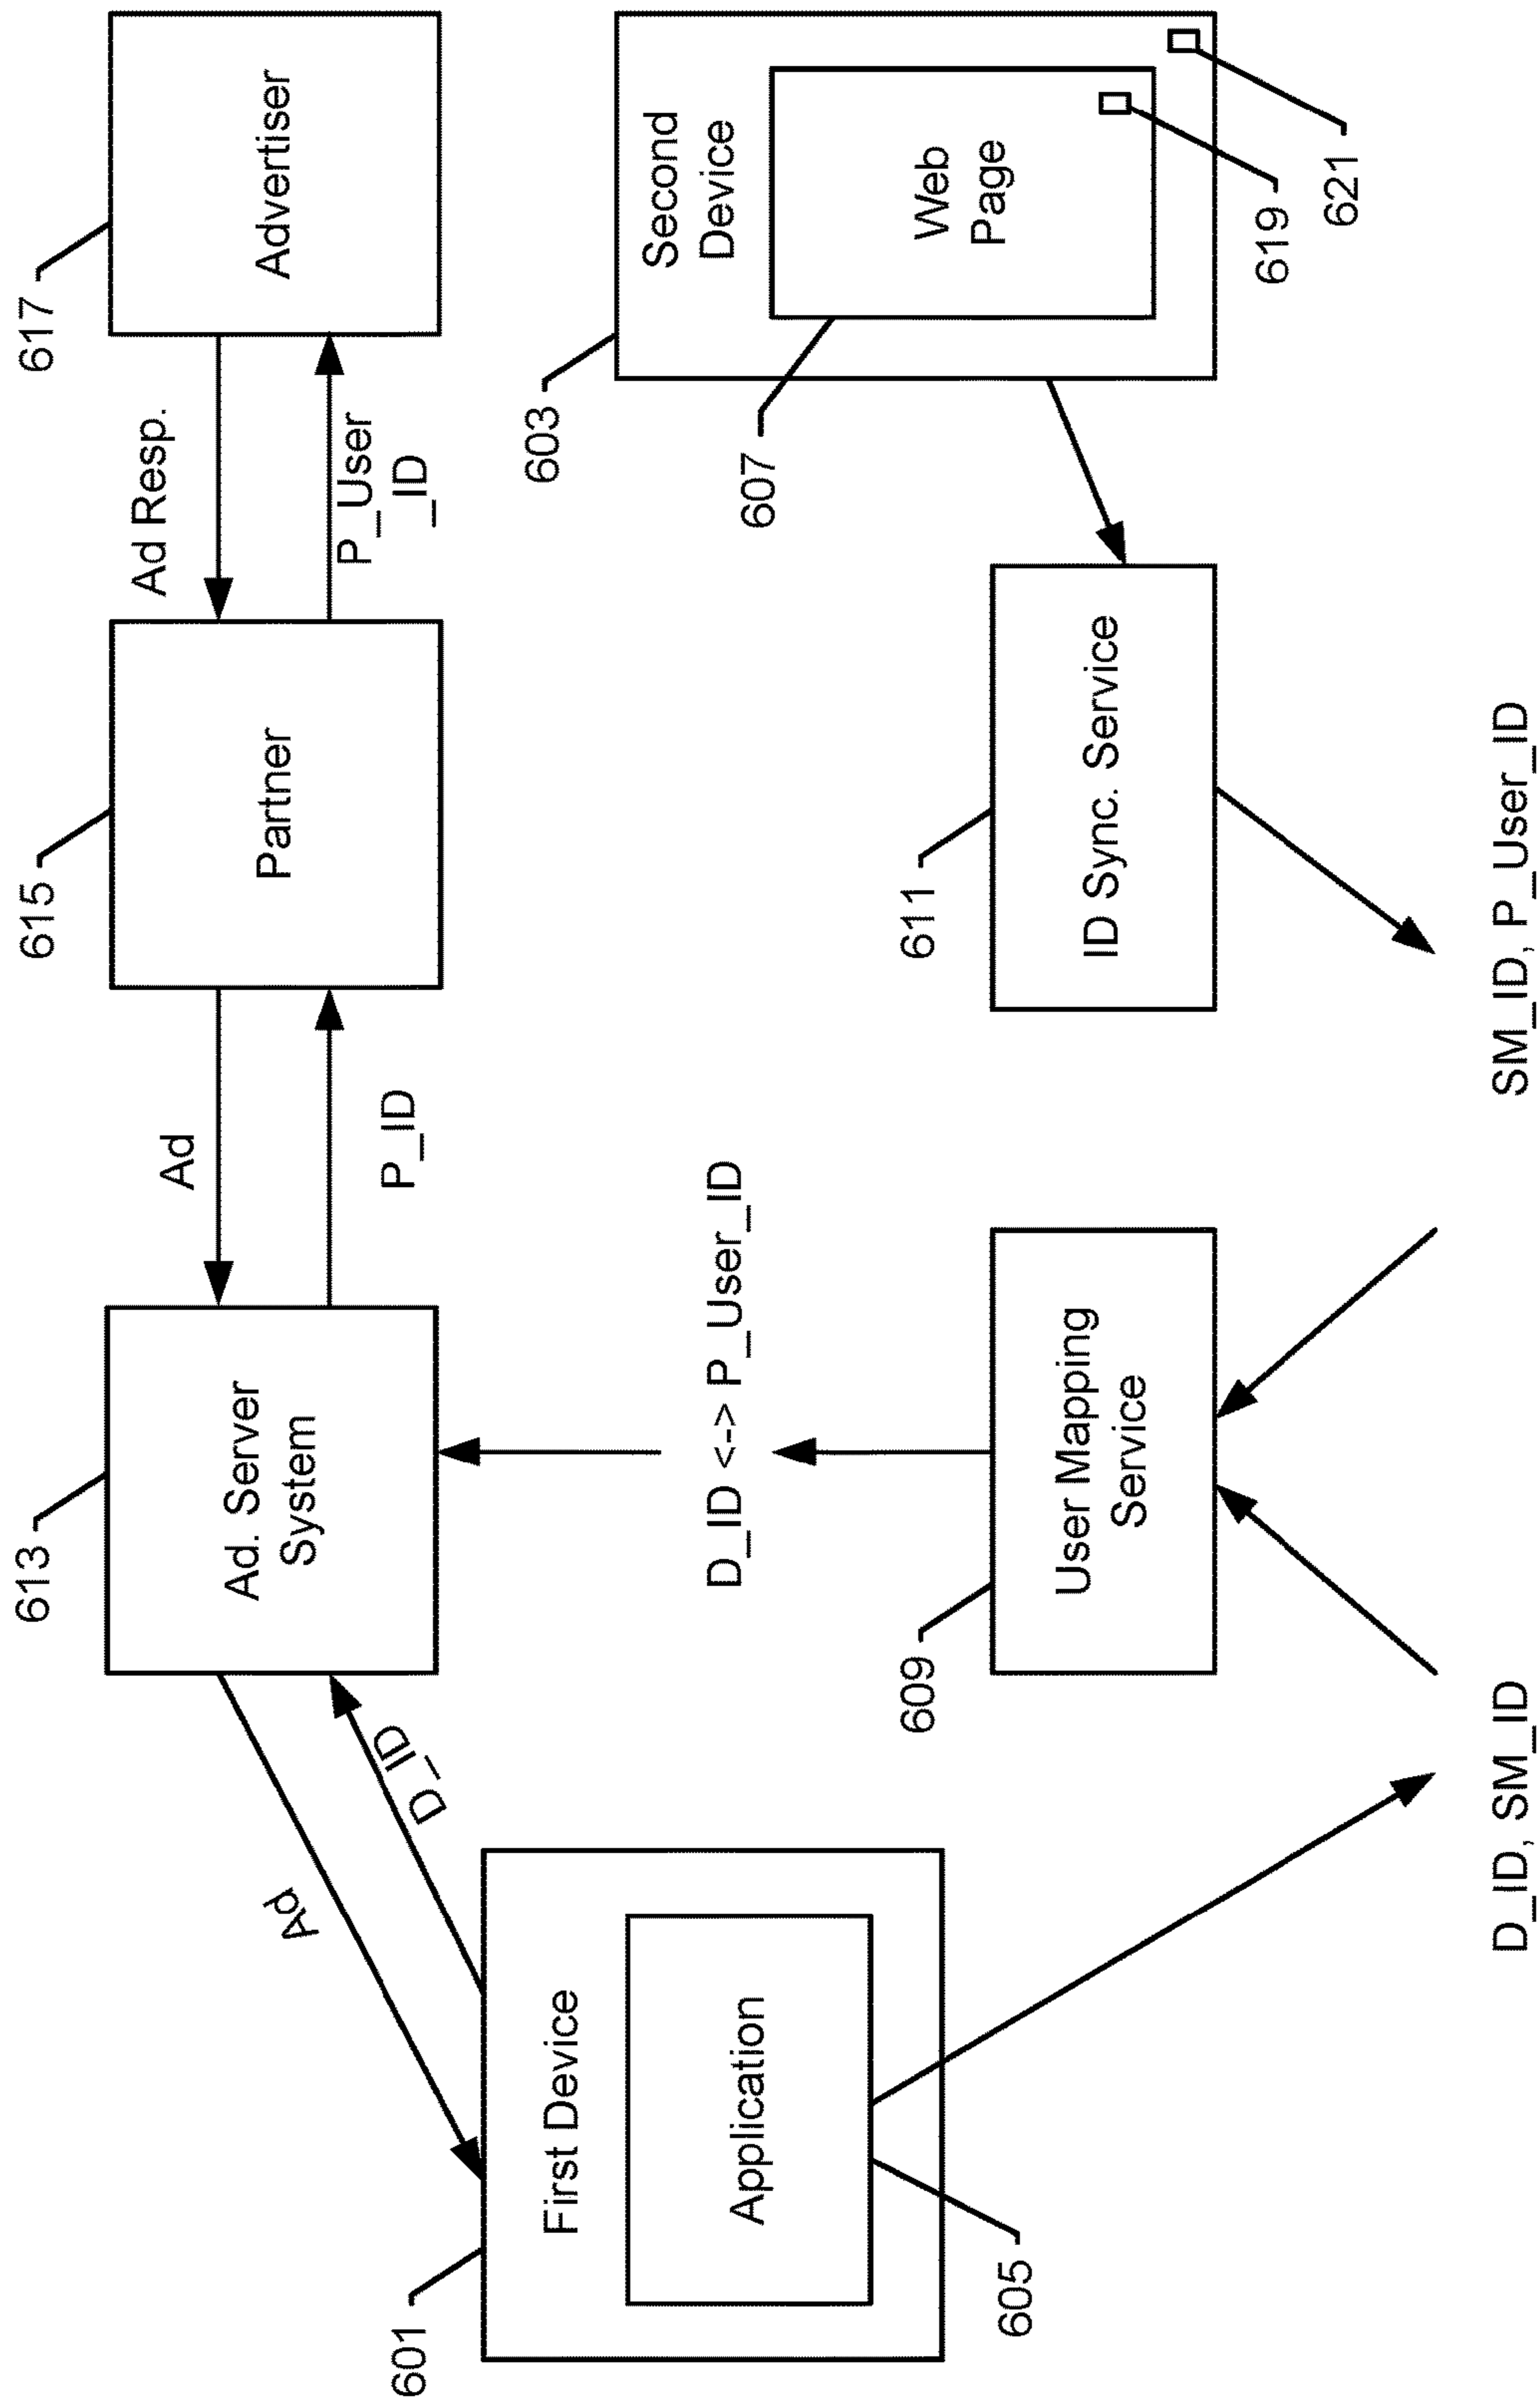 613
615
617
Ad. Server
System
Ad
P_ID
Partner
Ad Resp.
P_User
_ID
Advertiser
Ad
D_ID
601
First Device
Application
605
D_ID <-> P_User_ID
609
User Mapping
Service
611
ID Sync. Service
603
Second
Device
607
Web
Page
619
621
D_ID, SM_ID
SM_ID, P_User_ID